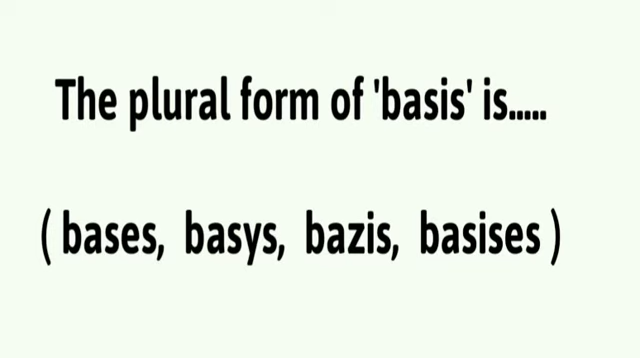 The plural form of 'basis' is.....
( bases, basys, bazis, basises )